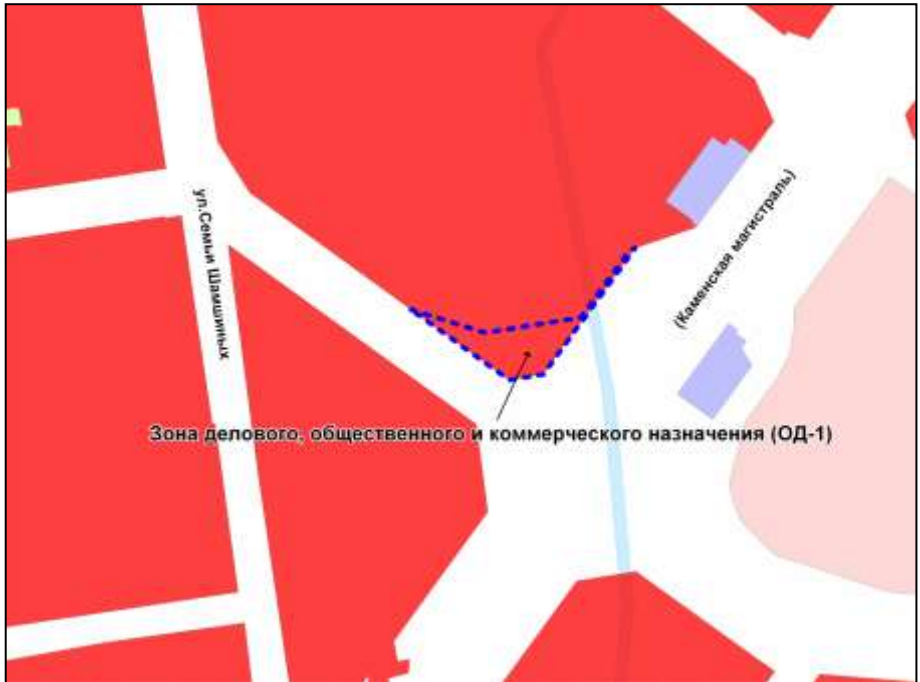 ул.Семьи Шамшиных
(Каменская магистраль)
Зона делового, общественного и коммерческого назначения (ОД-1)